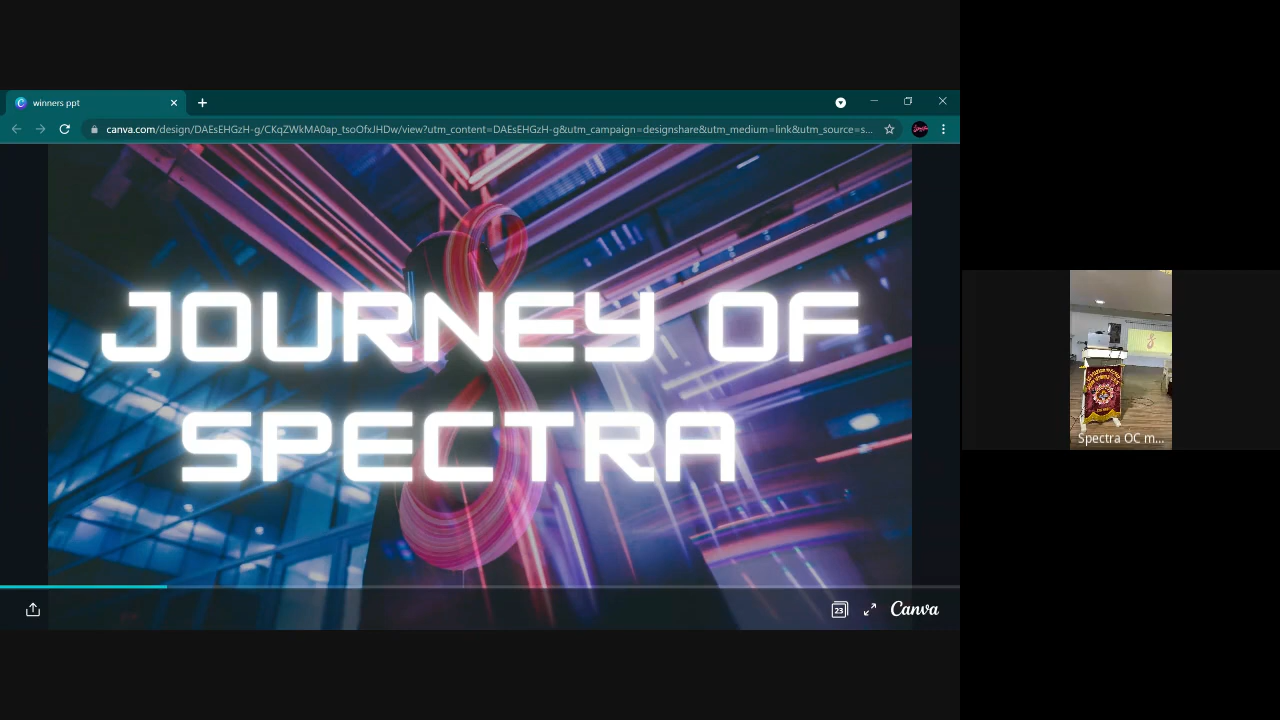 winners ppt
canva.com/design/DAEsEHGzH-g/CKqZWkMA0ap_tsoOfxJHDw/view?utm_content=DAEsEHGzH-g&utm_campaign=designshare&utm_medium=link&utm_source=s...
JOURNEY OF
SPECTRA
23
Canva
Spectra OC m...